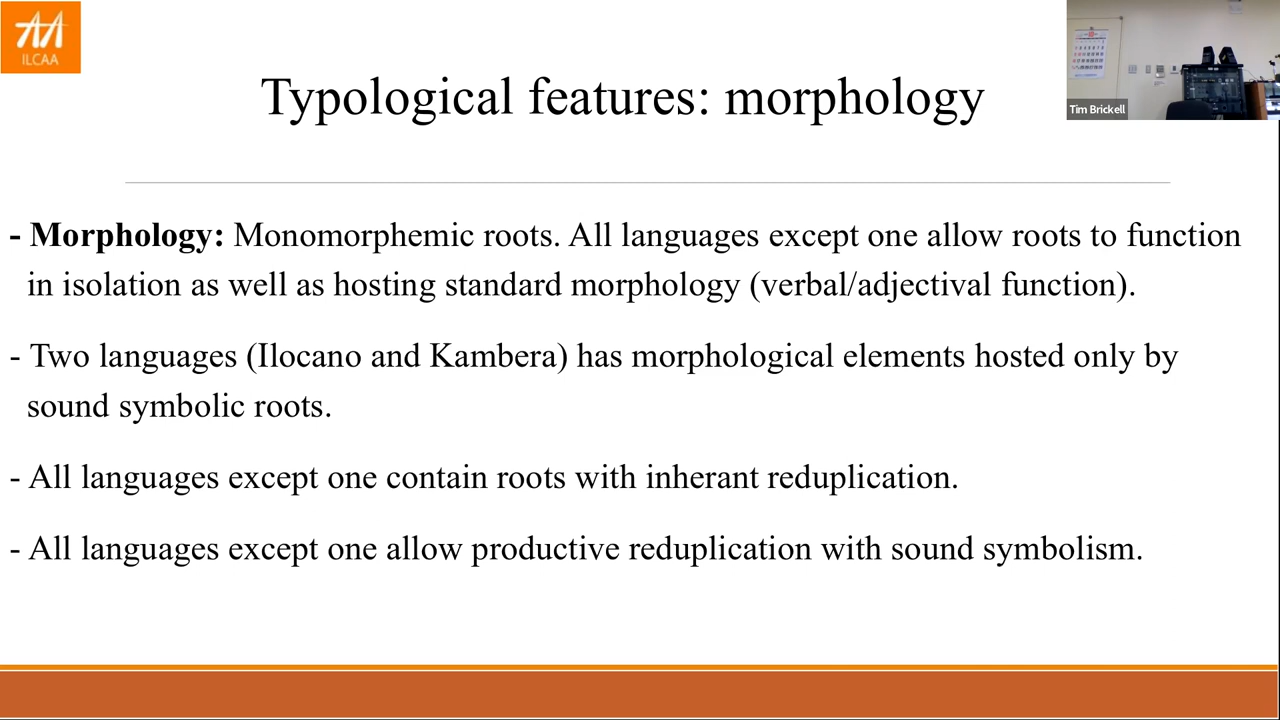 ILCAA
Typological features: morphology
Tim Brickell
- Morphology: Monomorphemic roots. All languages except one allow roots to function
in isolation as well as hosting standard morphology (verbal/adjectival function).
- Two languages (Ilocano and Kambera) has morphological elements hosted only by
sound symbolic roots.
- All languages except one contain roots with inherant reduplication.
- All languages except one allow productive reduplication with sound symbolism.